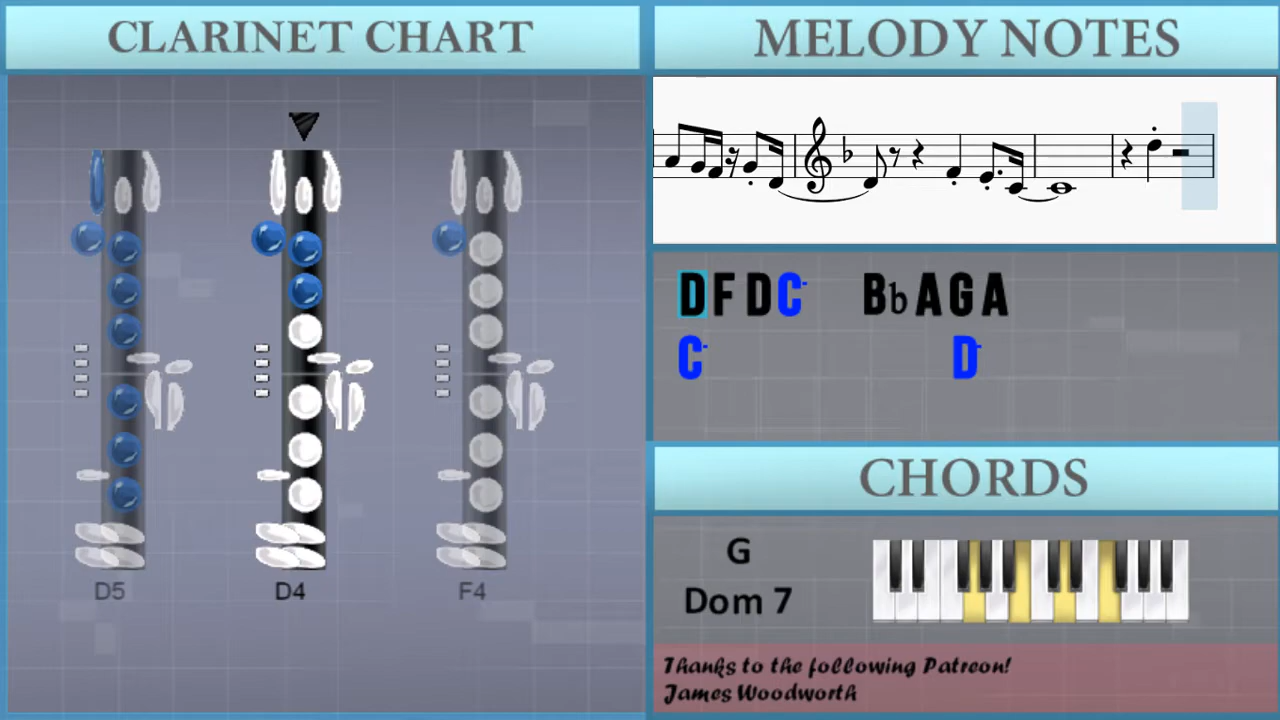 CLARINET CHART
MELODY NOTES
D5
D4
F4
D F D C- Bb A G A
C- D-
CHORDS
G
Dom 7
Thanks to the following Patreon!
James Woodworth